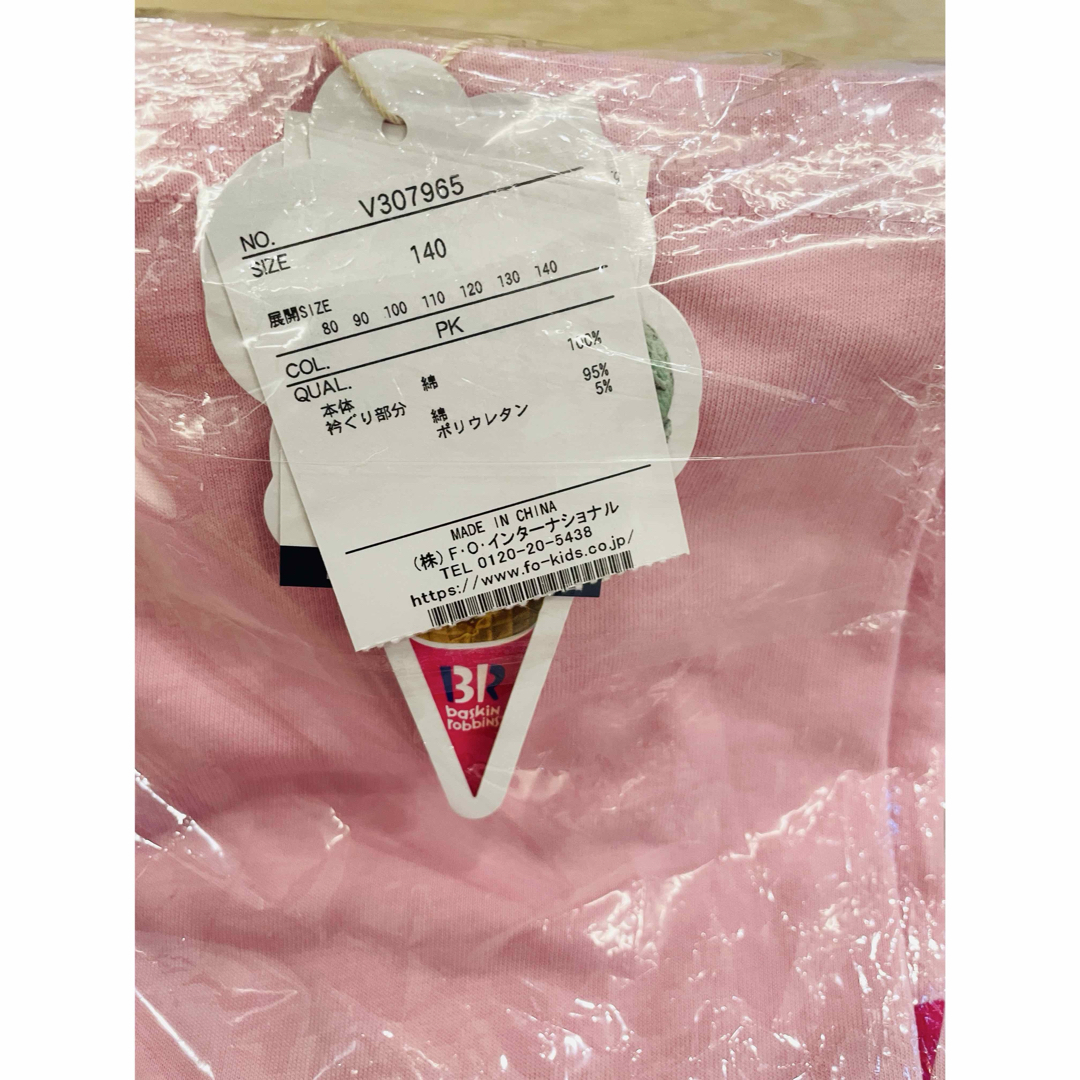 NO. V307965
SIZE 140
展開SIZE
80 90 100 110 120 130 140
COL. PK
QUAL.
本体 綿 100%
衿ぐり部分 綿 95%
ポリウレタン 5%
MADE IN CHINA
(株)F・O・インターナショナル
TEL 0120-20-5438
https://www.fo-kids.co.jp/
BR
baskin
robbins